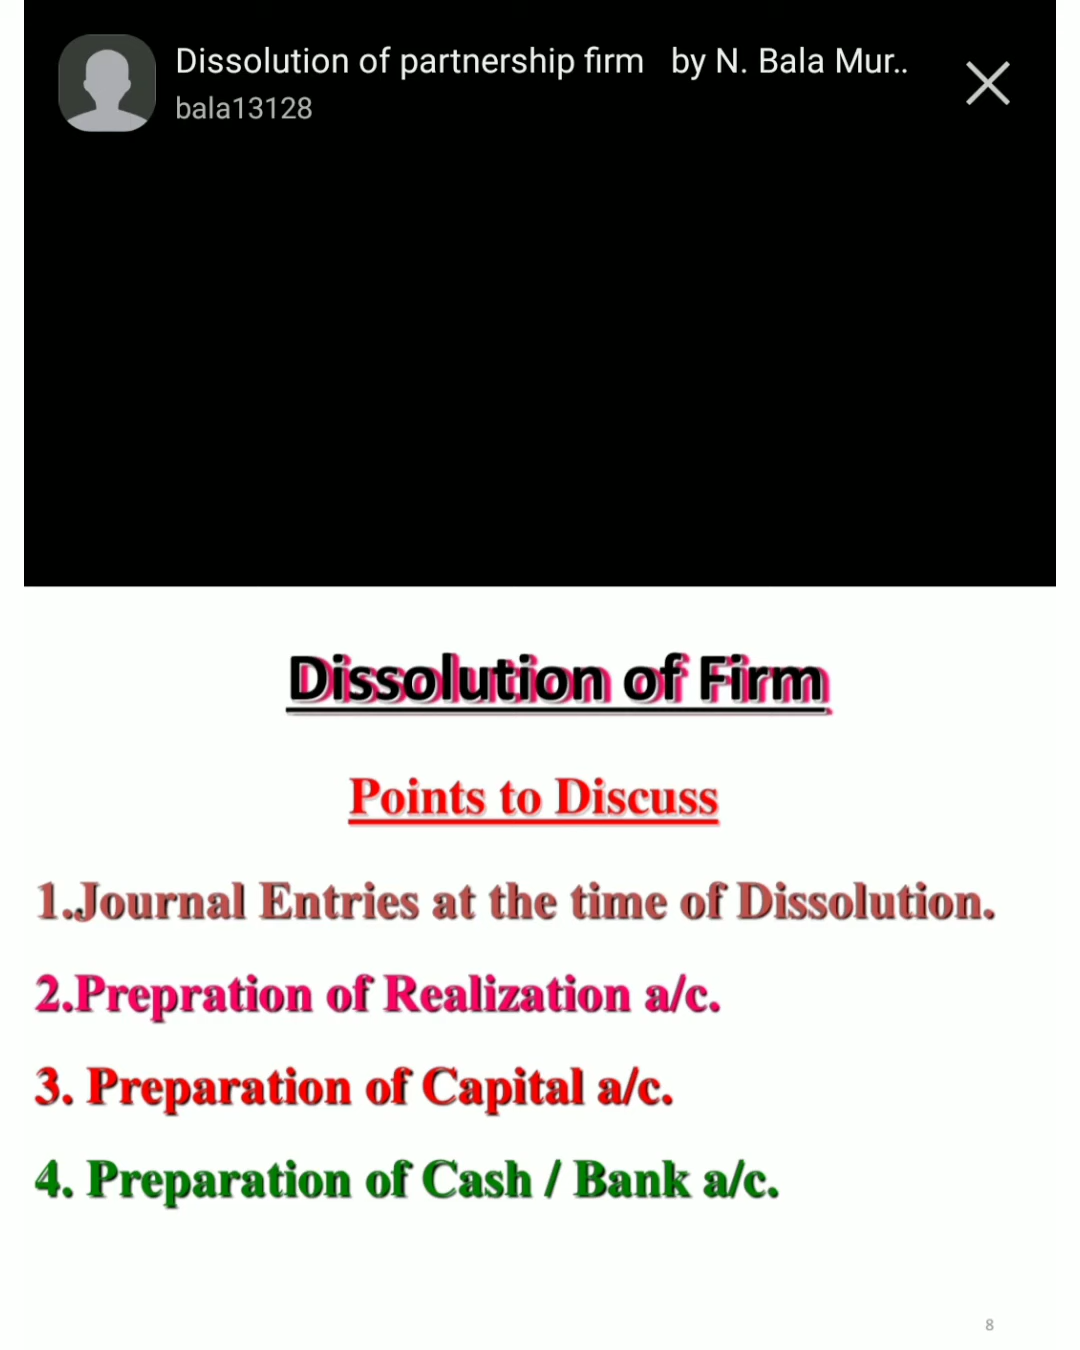 Dissolution of partnership firm by N. Bala Mur..
bala13128
Dissolution of Firm
Points to Discuss
1.Journal Entries at the time of Dissolution.
2.Prepration of Realization a/c.
3. Preparation of Capital a/c.
4. Preparation of Cash / Bank a/c.
8